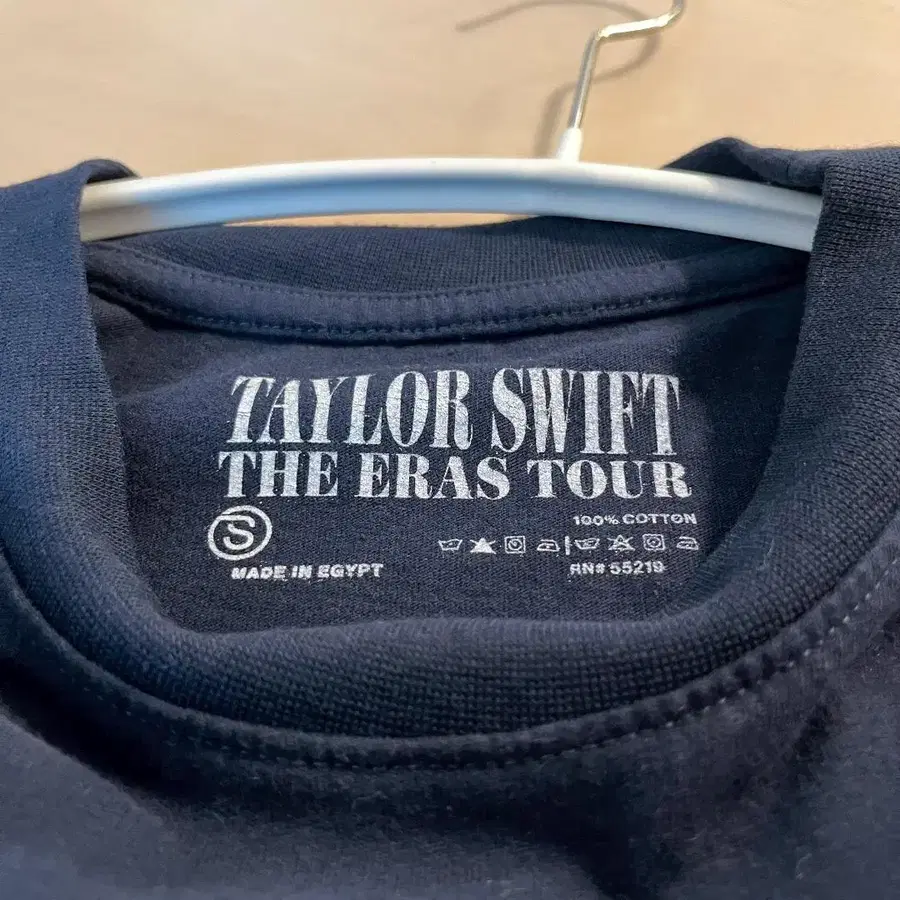 TAYLOR SWIFT
THE ERAS TOUR
S
100% COTTON
MADE IN EGYPT
RN# 55219